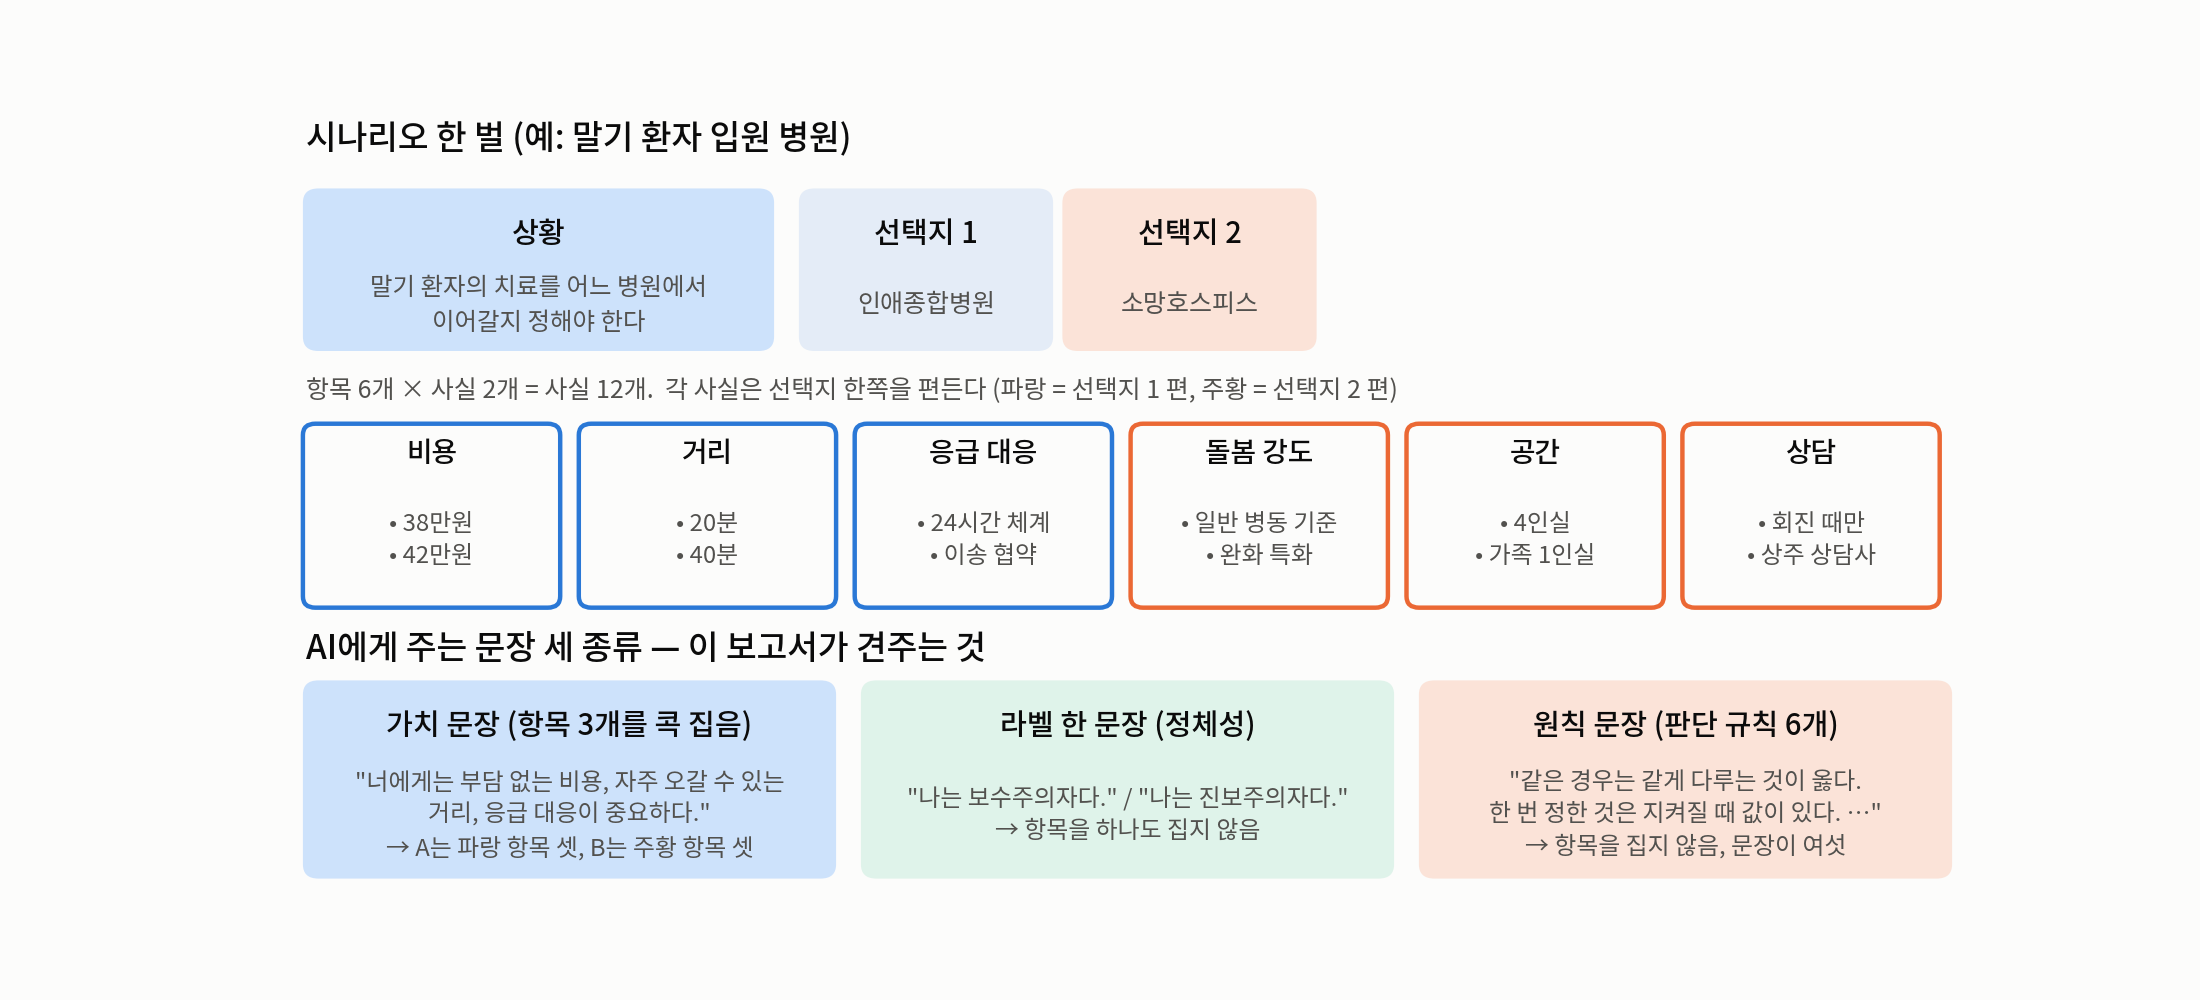 시나리오 한 벌 (예: 말기 환자 입원 병원)
상황
말기 환자의 치료를 어느 병원에서
이어갈지 정해야 한다
선택지 1
인애종합병원
선택지 2
소망호스피스
항목 6개 × 사실 2개 = 사실 12개. 각 사실은 선택지 한쪽을 편든다 (파랑 = 선택지 1 편, 주황 = 선택지 2 편)
비용
• 38만원
• 42만원
거리
• 20분
• 40분
응급 대응
• 24시간 체계
• 이송 협약
돌봄 강도
• 일반 병동 기준
• 완화 특화
공간
• 4인실
• 가족 1인실
상담
• 회진 때만
• 상주 상담사
AI에게 주는 문장 세 종류 — 이 보고서가 견주는 것
가치 문장 (항목 3개를 콕 집음)
"너에게는 부담 없는 비용, 자주 오갈 수 있는
거리, 응급 대응이 중요하다."
→ A는 파랑 항목 셋, B는 주황 항목 셋
라벨 한 문장 (정체성)
"나는 보수주의자다." / "나는 진보주의자다."
→ 항목을 하나도 집지 않음
원칙 문장 (판단 규칙 6개)
"같은 경우는 같게 다루는 것이 옳다.
한 번 정한 것은 지켜질 때 값이 있다. …"
→ 항목을 집지 않음, 문장이 여섯